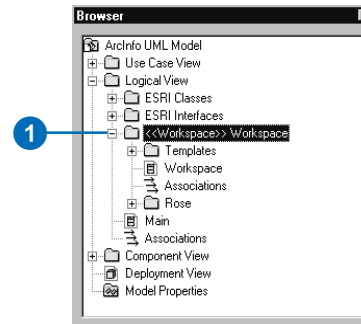 Browser
ArcInfo UML Model
Use Case View
Logical View
ESRI Classes
ESRI Interfaces
1
<<Workspace>> Workspace
Templates
Workspace
Associations
Rose
Main
Associations
Component View
Deployment View
Model Properties